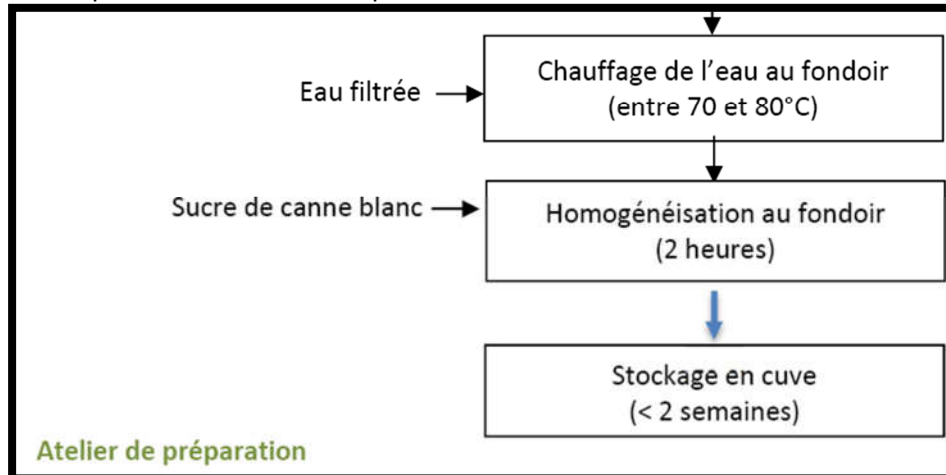 Eau filtrée
Chauffage de l’eau au fondoir
(entre 70 et 80°C)
Sucre de canne blanc
Homogénéisation au fondoir
(2 heures)
Stockage en cuve
(< 2 semaines)
Atelier de préparation